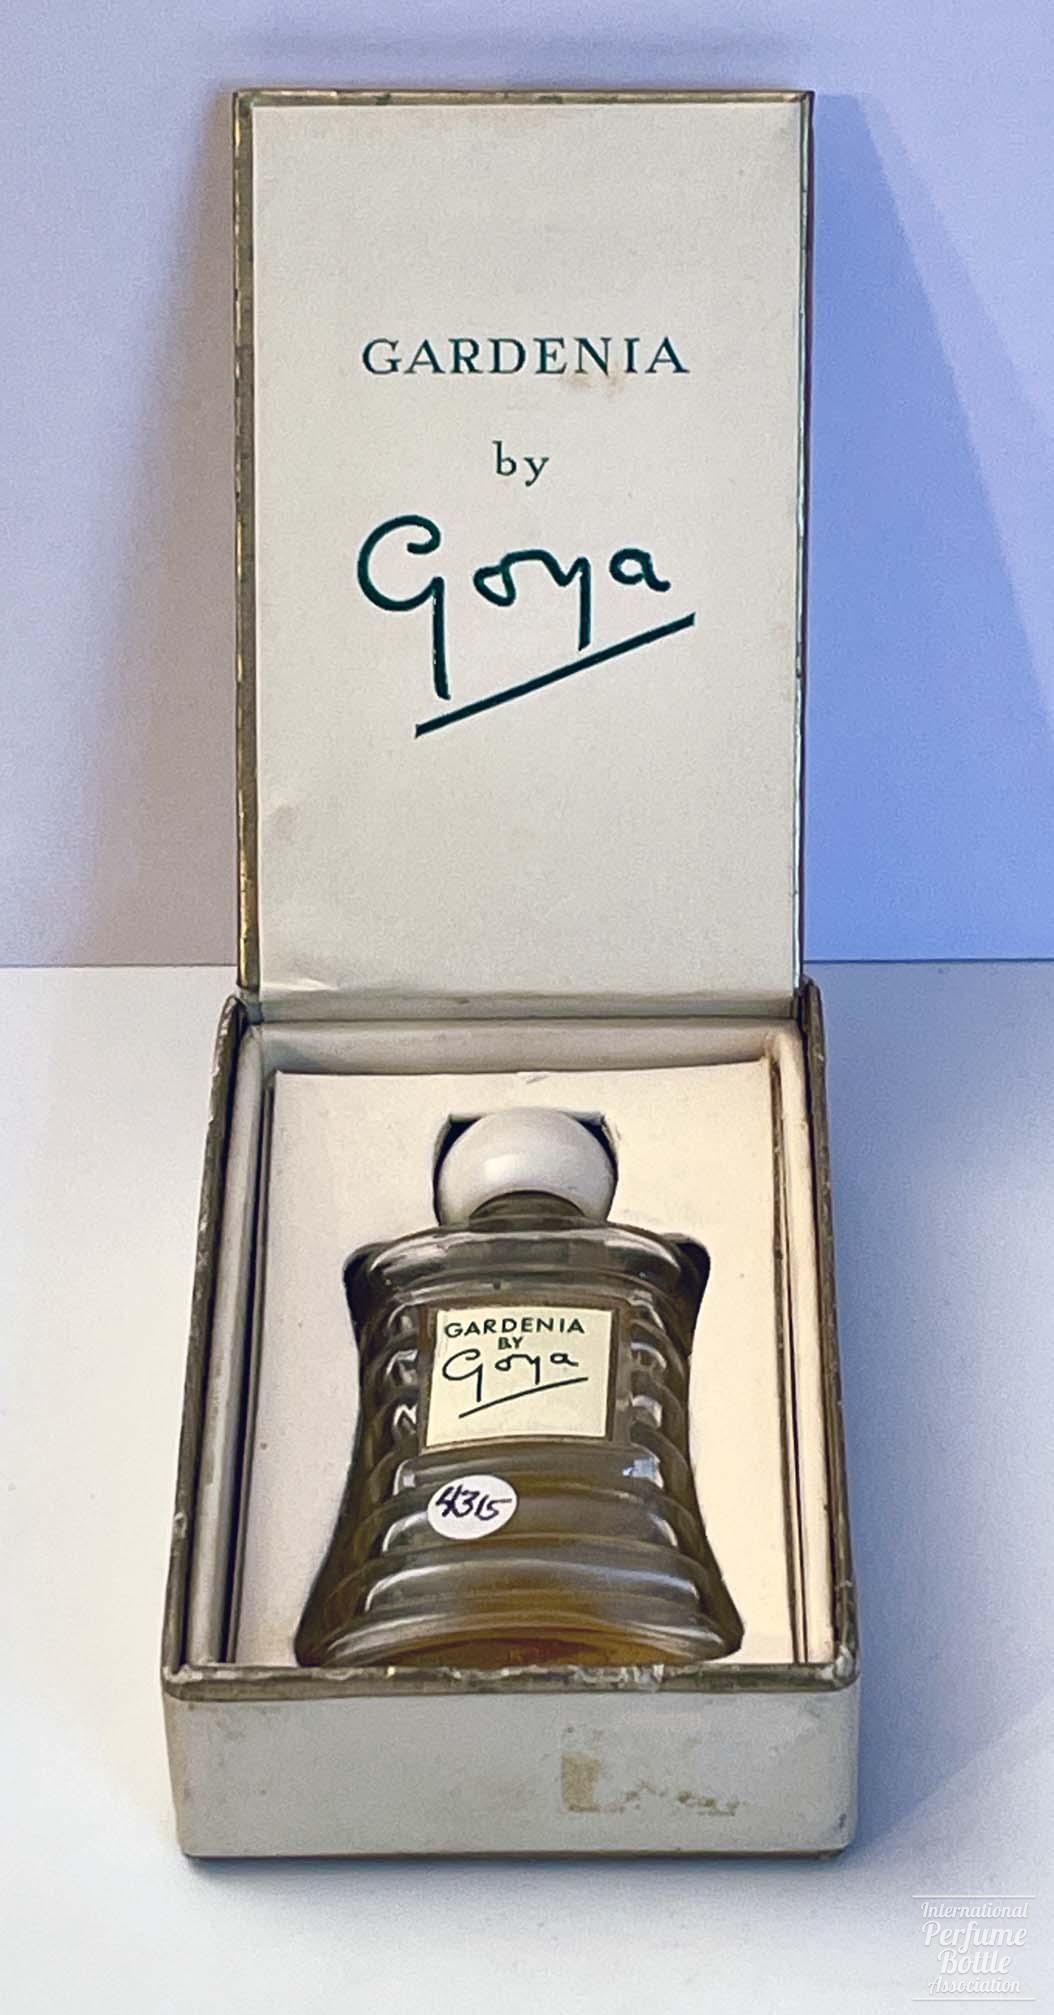 GARDENIA
by
Goya
GARDENIA
BY
Goya
4315
International
Perfume
Bottle
Association